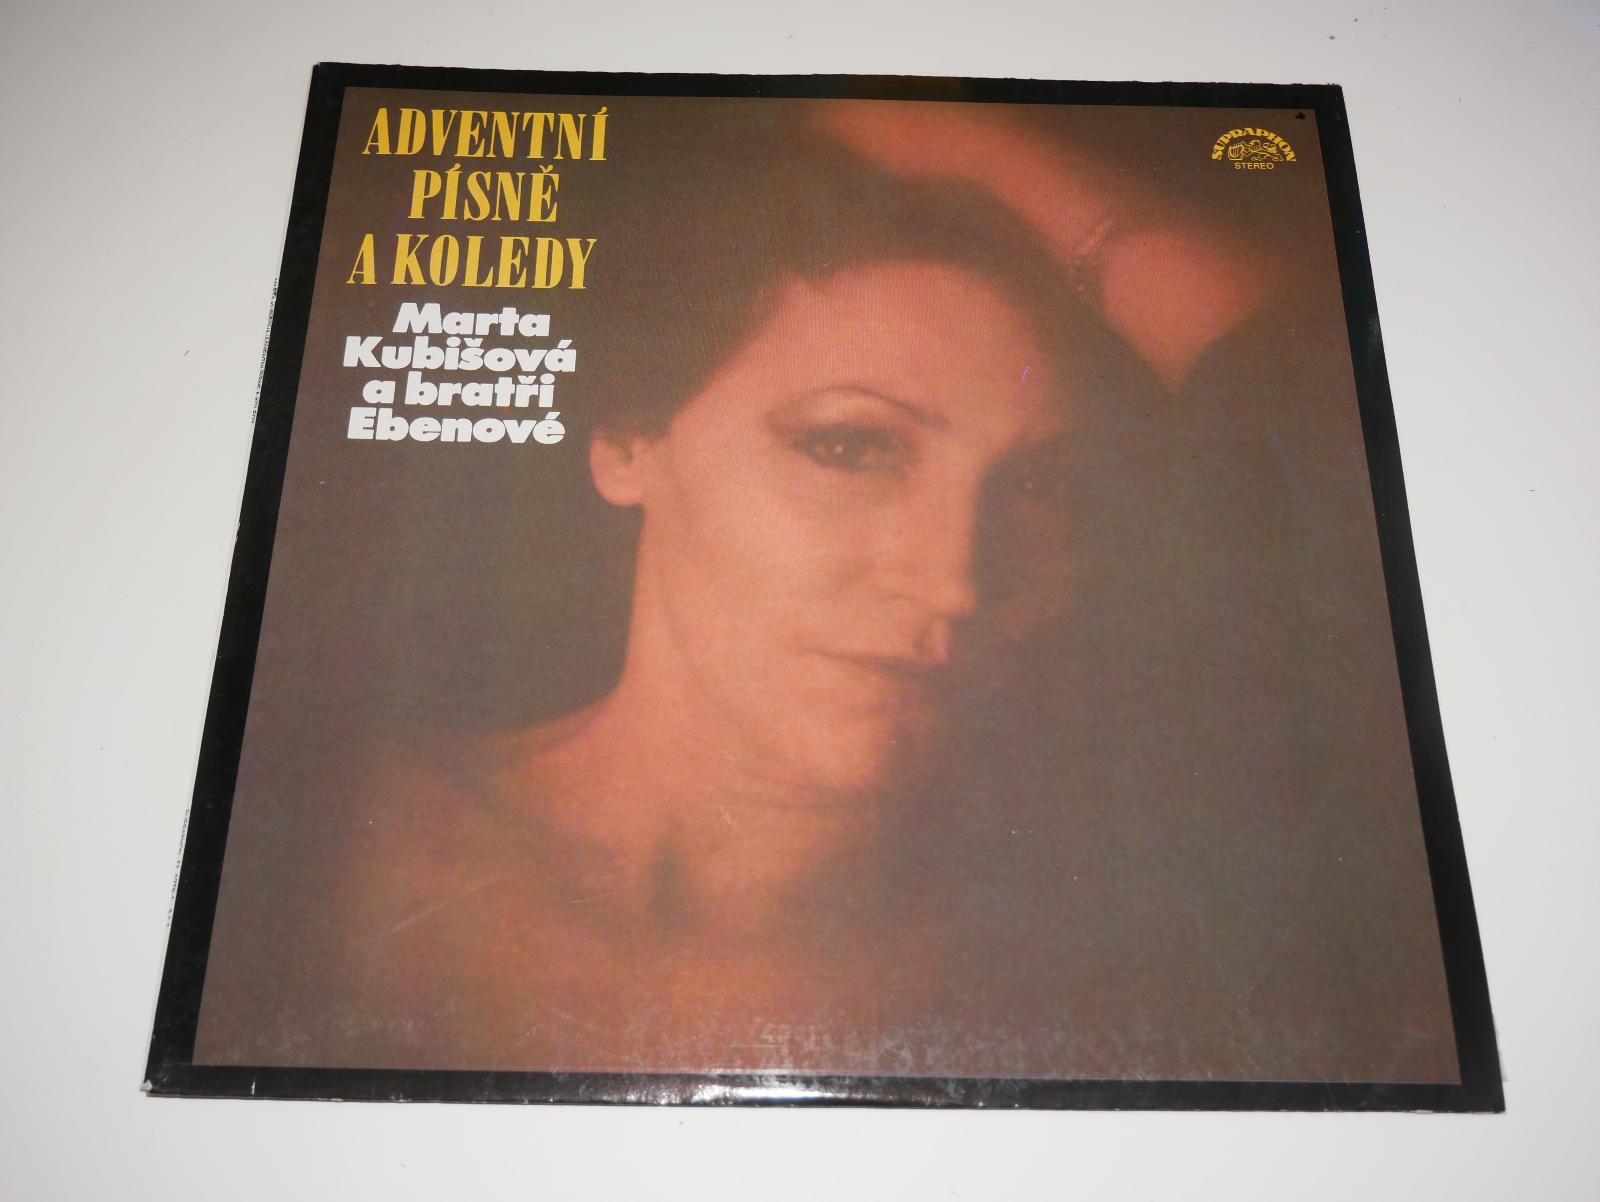 ADVENTNÍ
PÍSNĚ
A KOLEDY
Marta
Kubišová
a bratři
Ebenové
SUPRAPHON
STEREO